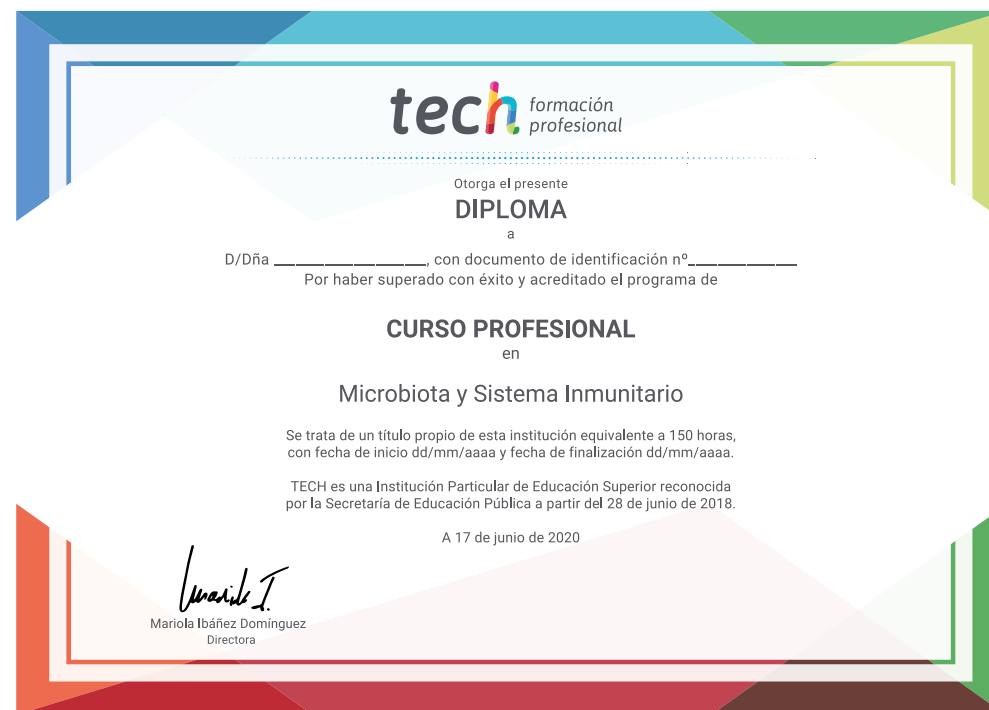 tech formación
profesional
Otorga el presente
DIPLOMA
a
D/Dña ____________, con documento de identificación nº__________
Por haber superado con éxito y acreditado el programa de
CURSO PROFESIONAL
en
Microbiota y Sistema Inmunitario
Se trata de un título propio de esta institución equivalente a 150 horas,
con fecha de inicio dd/mm/aaaa y fecha de finalización dd/mm/aaaa.
TECH es una Institución Particular de Educación Superior reconocida
por la Secretaría de Educación Pública a partir del 28 de junio de 2018.
A 17 de junio de 2020
Mariola Ibáñez Domínguez
Directora